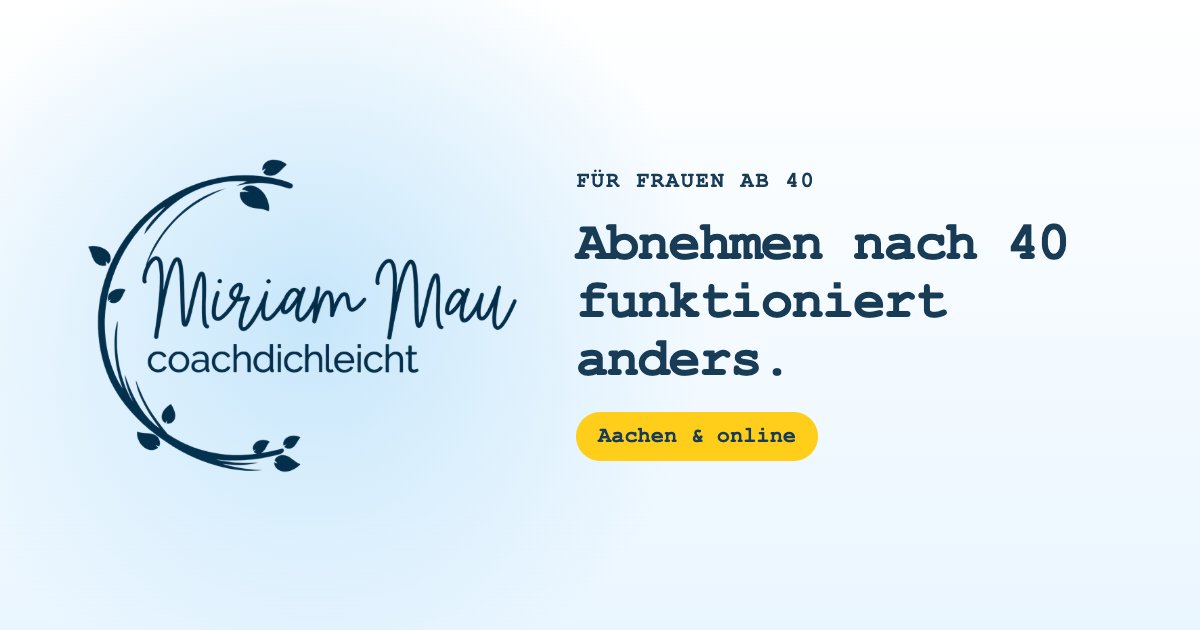 Miriam Mau
coachdichleicht
FÜR FRAUEN AB 40
Abnehmen nach 40
funktioniert
anders.
Aachen & online